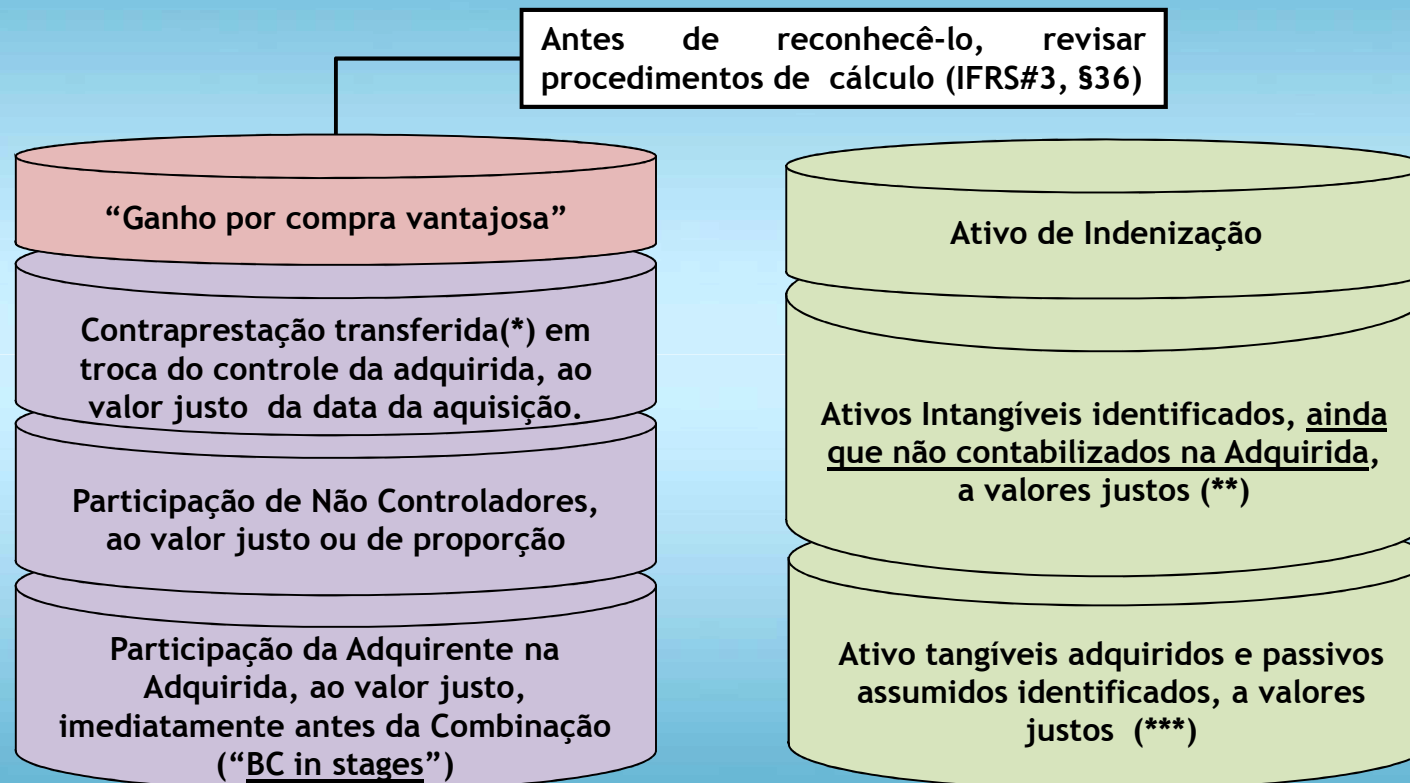 Antes de reconhecê-lo, revisar
procedimentos de cálculo (IFRS#3, §36)
“Ganho por compra vantajosa”
Contraprestação transferida(*) em
troca do controle da adquirida, ao
valor justo da data da aquisição.
Participação de Não Controladores,
ao valor justo ou de proporção
Participação da Adquirente na
Adquirida, ao valor justo,
imediatamente antes da Combinação
(“BC in stages”)
Ativo de Indenização
Ativos Intangíveis identificados, ainda
que não contabilizados na Adquirida,
a valores justos (**)
Ativo tangíveis adquiridos e passivos
assumidos identificados, a valores
justos (***)